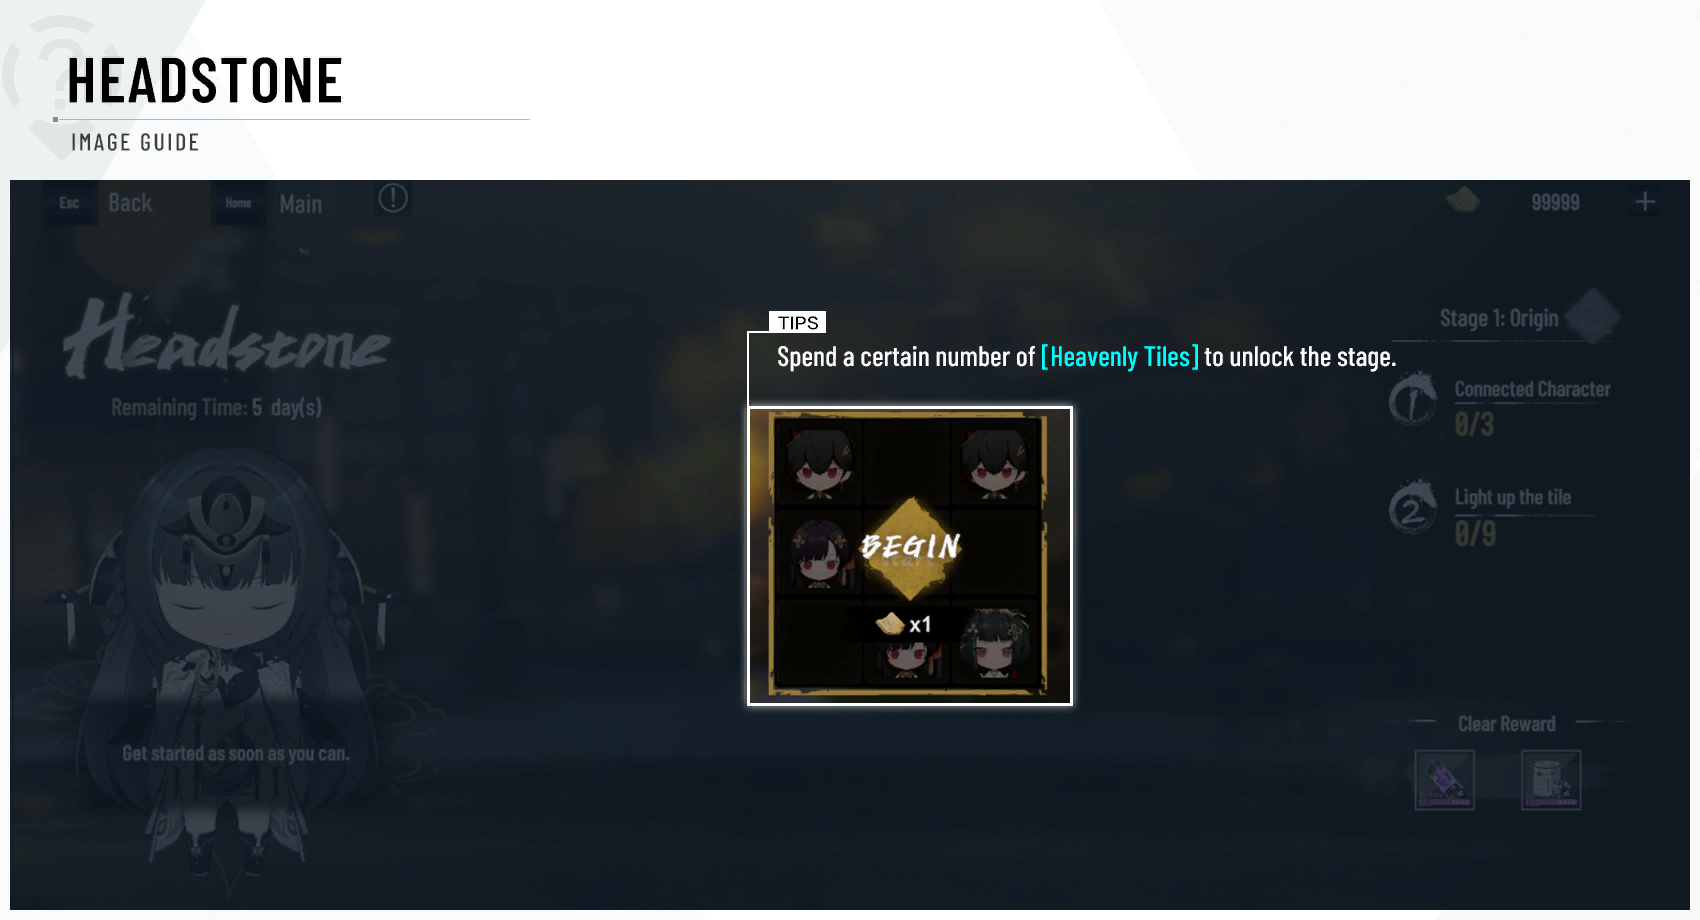 HEADSTONE
IMAGE GUIDE
Esc Back Home Main
99999
Headstone
Remaining Time: 5 day(s)
Get started as soon as you can.
TIPS
Spend a certain number of [Heavenly Tiles] to unlock the stage.
BEGIN
x1
Stage 1: Origin
1 Connected Character
0/3
2 Light up the tile
0/9
Clear Reward